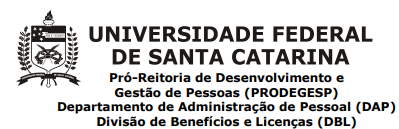 UNIVERSIDADE FEDERAL
DE SANTA CATARINA
Pró-Reitoria de Desenvolvimento e
Gestão de Pessoas (PRODEGESP)
Departamento de Administração de Pessoal (DAP)
Divisão de Benefícios e Licenças (DBL)